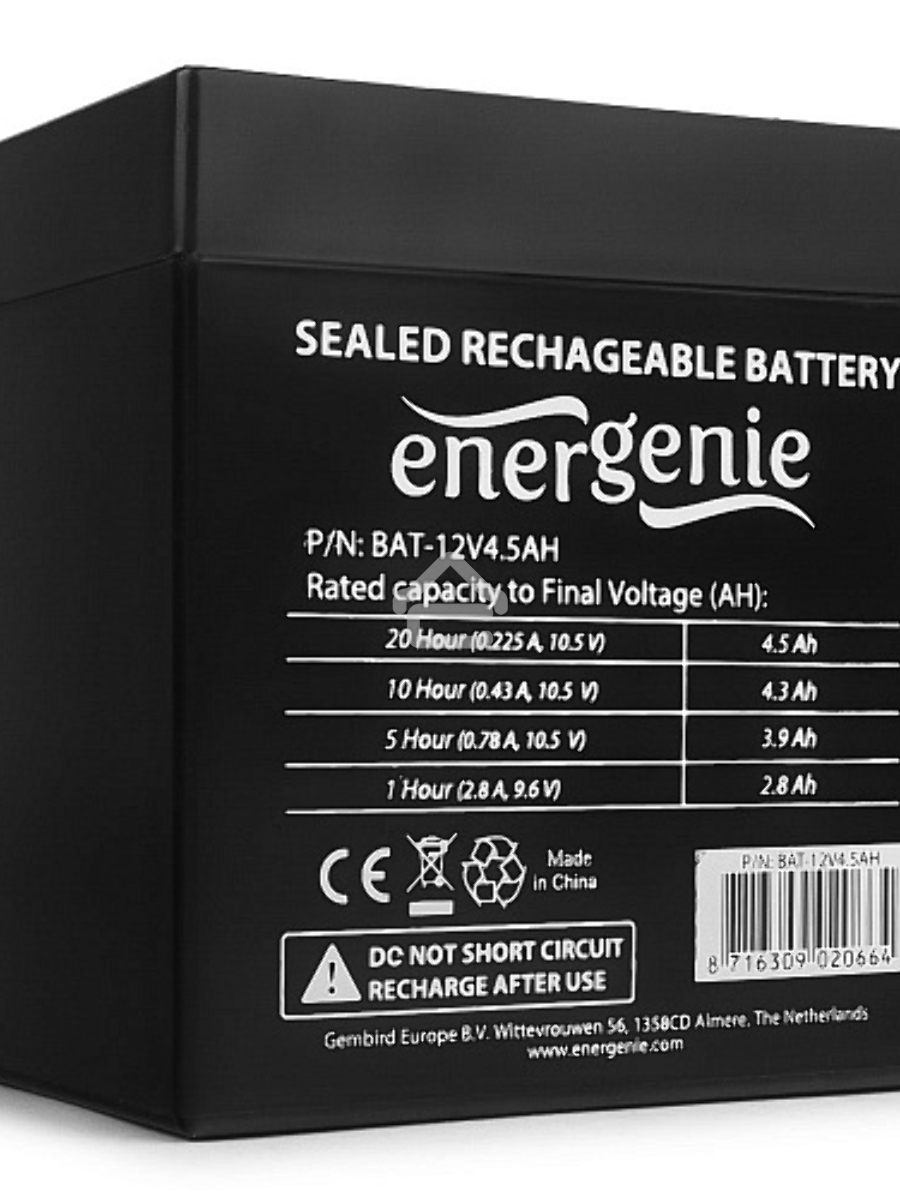 SEALED RECHAGEABLE BATTERY
energenie
P/N: BAT-12V4.5AH
Rated capacity to Final Voltage (AH):
20 Hour (0.225 A, 10.5 V) 4.5 Ah
10 Hour (0.43 A, 10.5 V) 4.3 Ah
5 Hour (0.78 A, 10.5 V) 3.9 Ah
1 Hour (2.8 A, 9.6 V) 2.8 Ah
CE
Made
in China
P/N: BAT-12V4.5AH
8 716309 020664
DO NOT SHORT CIRCUIT
RECHARGE AFTER USE
Gembird Europe B.V. Wittevrouwen 56, 1358CD Almere, The Netherlands
www.energenie.com